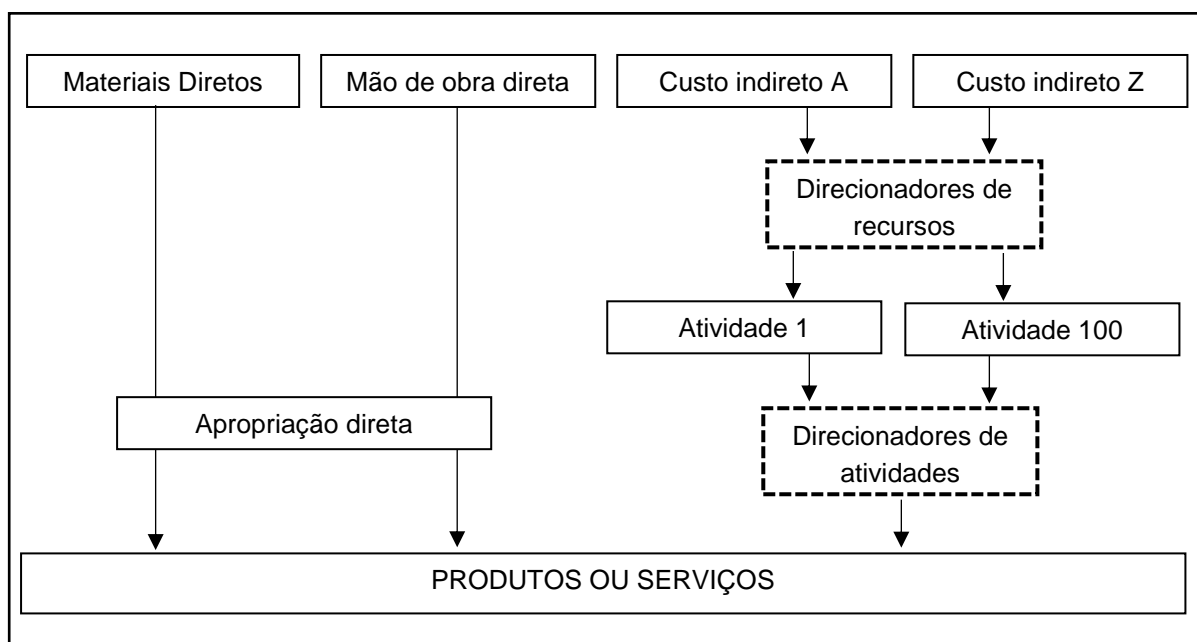 Materiais Diretos
Mão de obra direta
Custo indireto A
Custo indireto Z
Direcionadores de
recursos
Atividade 1
Atividade 100
Apropriação direta
Direcionadores de
atividades
PRODUTOS OU SERVIÇOS